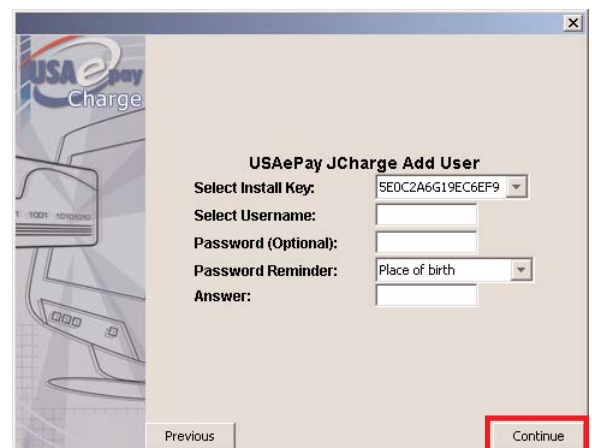 USA ePay
Charge
1001 10101010
USAePay JCharge Add User
Select Install Key: 5E0C2A6G19EC6EF9
Select Username:
Password (Optional):
Password Reminder: Place of birth
Answer:
Previous Continue